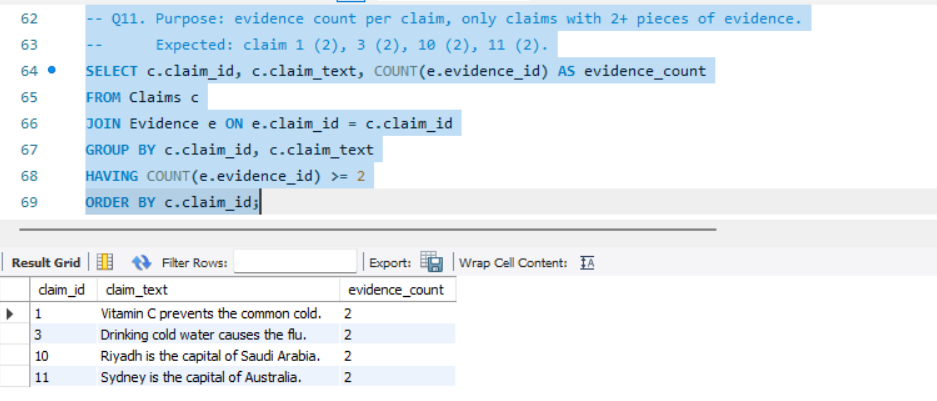 62 -- Q11. Purpose: evidence count per claim, only claims with 2+ pieces of evidence.
63 -- Expected: claim 1 (2), 3 (2), 10 (2), 11 (2).
64 SELECT c.claim_id, c.claim_text, COUNT(e.evidence_id) AS evidence_count
65 FROM Claims c
66 JOIN Evidence e ON e.claim_id = c.claim_id
67 GROUP BY c.claim_id, c.claim_text
68 HAVING COUNT(e.evidence_id) >= 2
69 ORDER BY c.claim_id;
Result Grid Filter Rows: Export: Wrap Cell Content: IA
claim_id claim_text evidence_count
1 Vitamin C prevents the common cold. 2
3 Drinking cold water causes the flu. 2
10 Riyadh is the capital of Saudi Arabia. 2
11 Sydney is the capital of Australia. 2